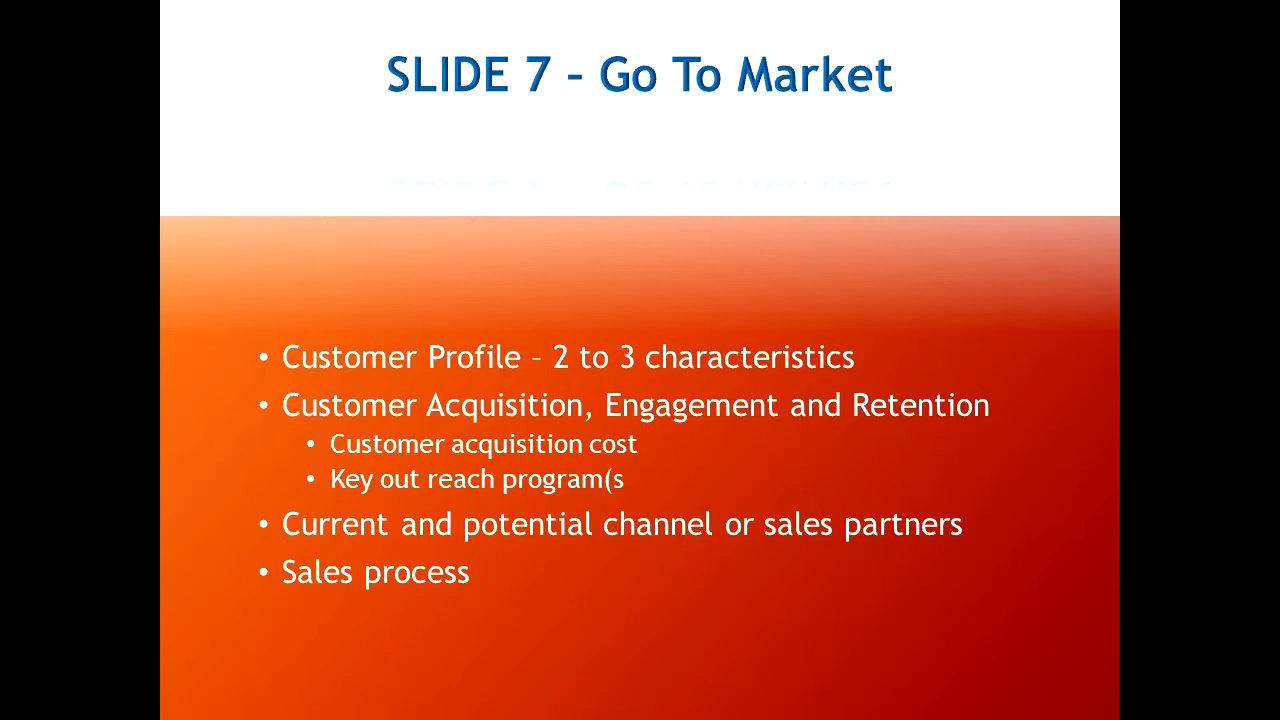 SLIDE 7 – Go To Market
• Customer Profile – 2 to 3 characteristics
• Customer Acquisition, Engagement and Retention
• Customer acquisition cost
• Key out reach program(s
• Current and potential channel or sales partners
• Sales process